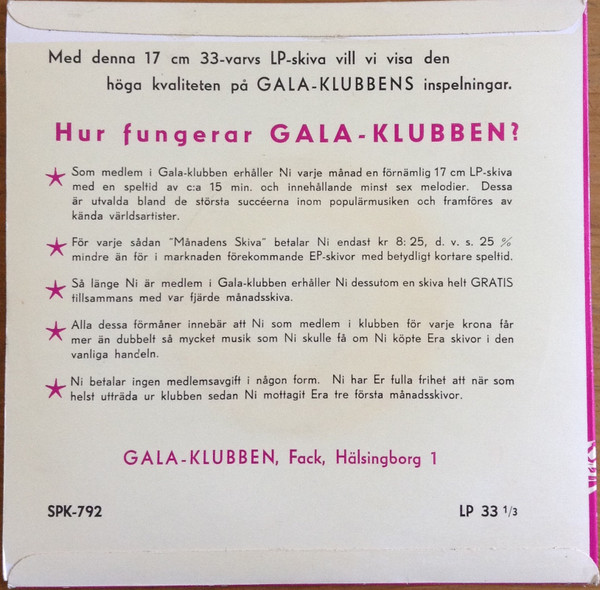 Med denna 17 cm 33-varvs LP-skiva vill vi visa den
höga kvaliteten på GALA-KLUBBENS inspelningar.
Hur fungerar GALA-KLUBBEN?
Som medlem i Gala-klubben erhåller Ni varje månad en förnämlig 17 cm LP-skiva
med en speltid av c:a 15 min. och innehållande minst sex melodier. Dessa
är utvalda bland de största succéerna inom populärmusiken och framföres av
kända världsartister.
För varje sådan "Månadens Skiva" betalar Ni endast kr 8: 25, d. v. s. 25 %
mindre än för i marknaden förekommande EP-skivor med betydligt kortare speltid.
Så länge Ni är medlem i Gala-klubben erhåller Ni dessutom en skiva helt GRATIS
tillsammans med var fjärde månadsskiva.
Alla dessa förmåner innebär att Ni som medlem i klubben för varje krona får
mer än dubbelt så mycket musik som Ni skulle få om Ni köpte Era skivor i den
vanliga handeln.
Ni betalar ingen medlemsavgift i någon form. Ni har Er fulla frihet att när som
helst utträda ur klubben sedan Ni mottagit Era tre första månadsskivor.
GALA-KLUBBEN, Fack, Hälsingborg 1
SPK-792 LP 33 1/3